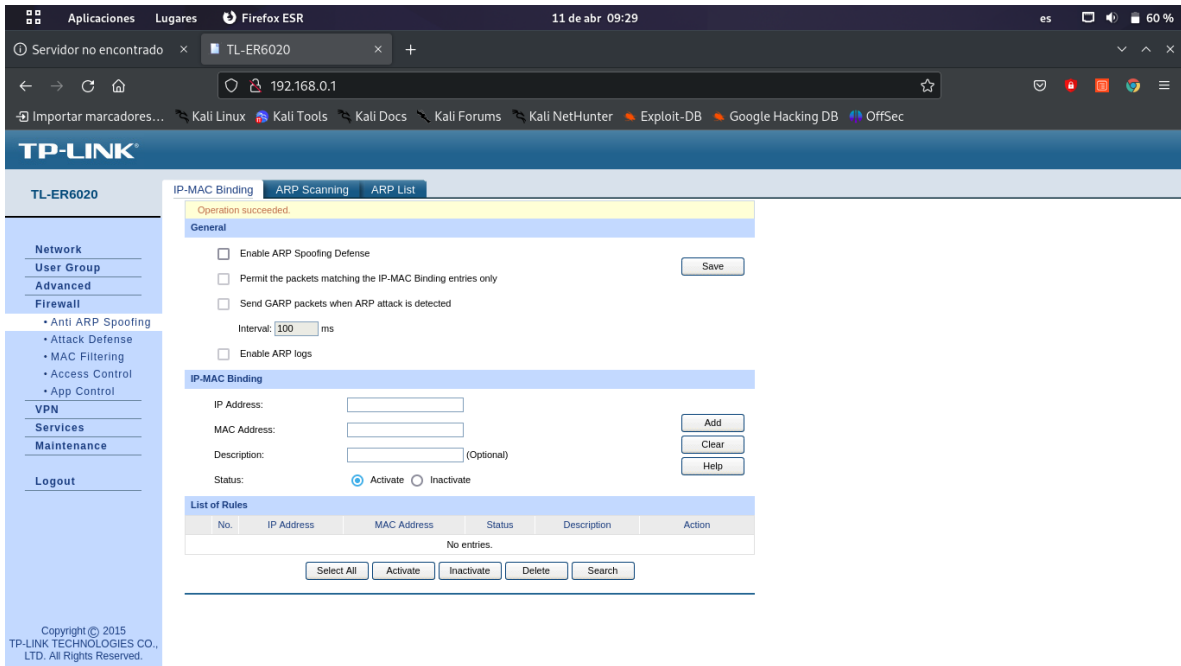 Aplicaciones Lugares Firefox ESR 11 de abr 09:29 es 60 %
Servidor no encontrado × TL-ER6020 × +
192.168.0.1
Importar marcadores... Kali Linux Kali Tools Kali Docs Kali Forums Kali NetHunter Exploit-DB Google Hacking DB OffSec
TP-LINK®
TL-ER6020
IP-MAC Binding ARP Scanning ARP List
Operation succeeded.
General
Enable ARP Spoofing Defense
Save
Permit the packets matching the IP-MAC Binding entries only
Send GARP packets when ARP attack is detected
Interval: 100 ms
Enable ARP logs
IP-MAC Binding
IP Address:
MAC Address:
Description: (Optional)
Status: Activate Inactivate
Add
Clear
Help
List of Rules
No. IP Address MAC Address Status Description Action
No entries.
Select All Activate Inactivate Delete Search
Network
User Group
Advanced
Firewall
• Anti ARP Spoofing
• Attack Defense
• MAC Filtering
• Access Control
• App Control
VPN
Services
Maintenance
Logout
Copyright © 2015
TP-LINK TECHNOLOGIES CO.,
LTD. All Rights Reserved.